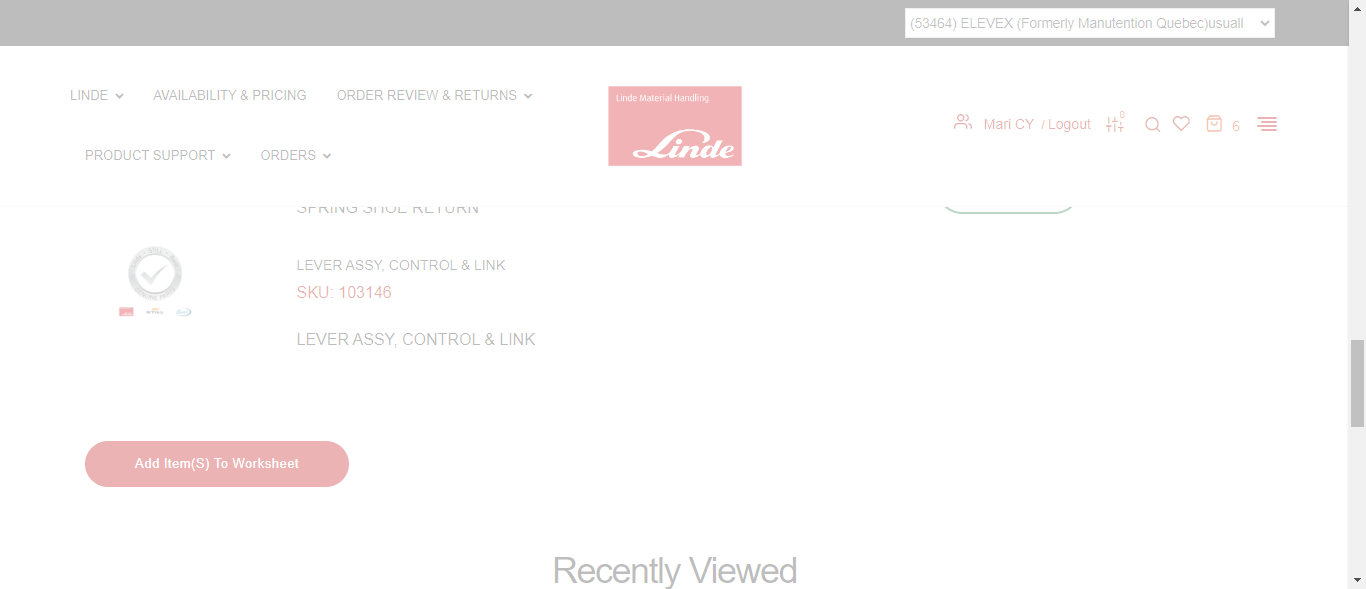 (53464) ELEVEX (Formerly Manutention Quebec)usuall
LINDE
AVAILABILITY & PRICING
ORDER REVIEW & RETURNS
Linde Material Handling
Linde
Mari CY / Logout
0
6
PRODUCT SUPPORT
ORDERS
SPRING SHOE RETURN
LEVER ASSY, CONTROL & LINK
SKU: 103146
LEVER ASSY, CONTROL & LINK
Add Item(S) To Worksheet
Recently Viewed